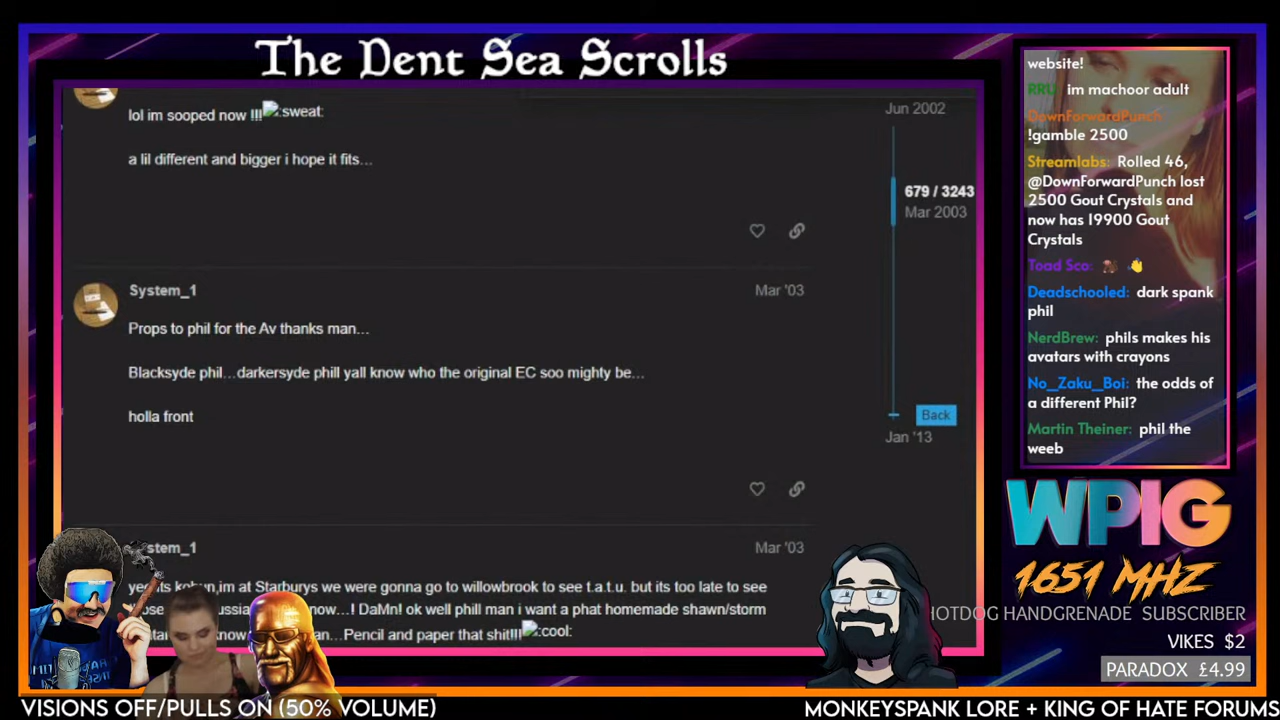 The Dent Sea Scrolls
lol im sooped now !!! :sweat:
a lil different and bigger i hope it fits...
Jun 2002
679 / 3243
Mar 2003
System_1
Mar '03
Props to phil for the Av thanks man...
Blacksyde phil...darkersyde phill yall know who the original EC soo mighty be...
holla front
Back
Jan '13
stem_1
Mar '03
im at Starburys we were gonna go to willowbrook to see t.a.t.u. but its too late to see
now...! DaMn! ok well phill man i want a phat homemade shawn/storm
Pencil and paper that shit!!! :cool:
website!
RRU: im machoor adult
DownForwardPunch
!gamble 2500
Streamlabs: Rolled 46,
@DownForwardPunch lost
2500 Gout Crystals and
now has 19900 Gout
Crystals
Toad Sco:
Deadschooled: dark spank
phil
NerdBrew: phils makes his
avatars with crayons
No_Zaku_Boi: the odds of
a different Phil?
Martin Theiner: phil the
weeb
WPIG
1651 MHZ
HOTDOG HANDGRENADE SUBSCRIBER
VIKES $2
PARADOX £4.99
VISIONS OFF/PULLS ON (50% VOLUME)
MONKEYSPANK LORE + KING OF HATE FORUMS